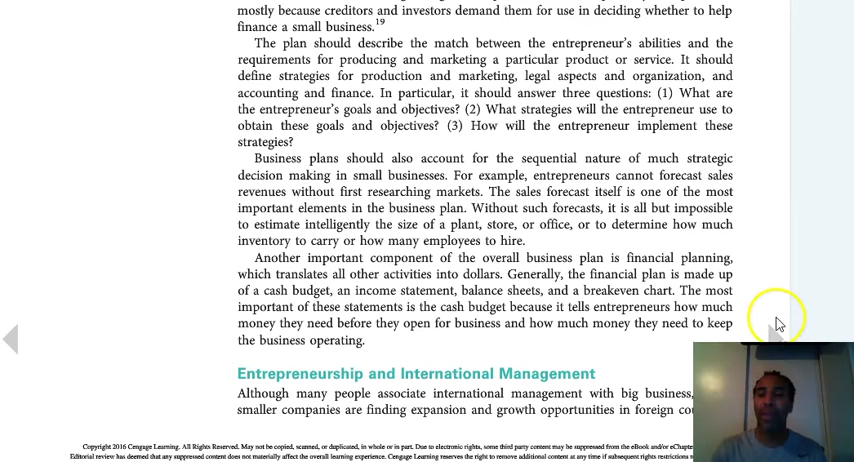 mostly because creditors and investors demand them for use in deciding whether to help
finance a small business.19
The plan should describe the match between the entrepreneur's abilities and the
requirements for producing and marketing a particular product or service. It should
define strategies for production and marketing, legal aspects and organization, and
accounting and finance. In particular, it should answer three questions: (1) What are
the entrepreneur's goals and objectives? (2) What strategies will the entrepreneur use to
obtain these goals and objectives? (3) How will the entrepreneur implement these
strategies?
Business plans should also account for the sequential nature of much strategic
decision making in small businesses. For example, entrepreneurs cannot forecast sales
revenues without first researching markets. The sales forecast itself is one of the most
important elements in the business plan. Without such forecasts, it is all but impossible
to estimate intelligently the size of a plant, store, or office, or to determine how much
inventory to carry or how many employees to hire.
Another important component of the overall business plan is financial planning,
which translates all other activities into dollars. Generally, the financial plan is made up
of a cash budget, an income statement, balance sheets, and a breakeven chart. The most
important of these statements is the cash budget because it tells entrepreneurs how much
money they need before they open for business and how much money they need to keep
the business operating.
Entrepreneurship and International Management
Although many people associate international management with big business,
smaller companies are finding expansion and growth opportunities in foreign
Copyright 2016 Cengage Learning. All Rights Reserved. May not be copied, scanned, or duplicated, in whole or in part. Due to electronic rights, some third party content may be suppressed from the eBook and/or
Editorial review has deemed that any suppressed content does not materially affect the overall learning experience. Cengage Learning reserves the right to remove additional content at any time if subsequent rights